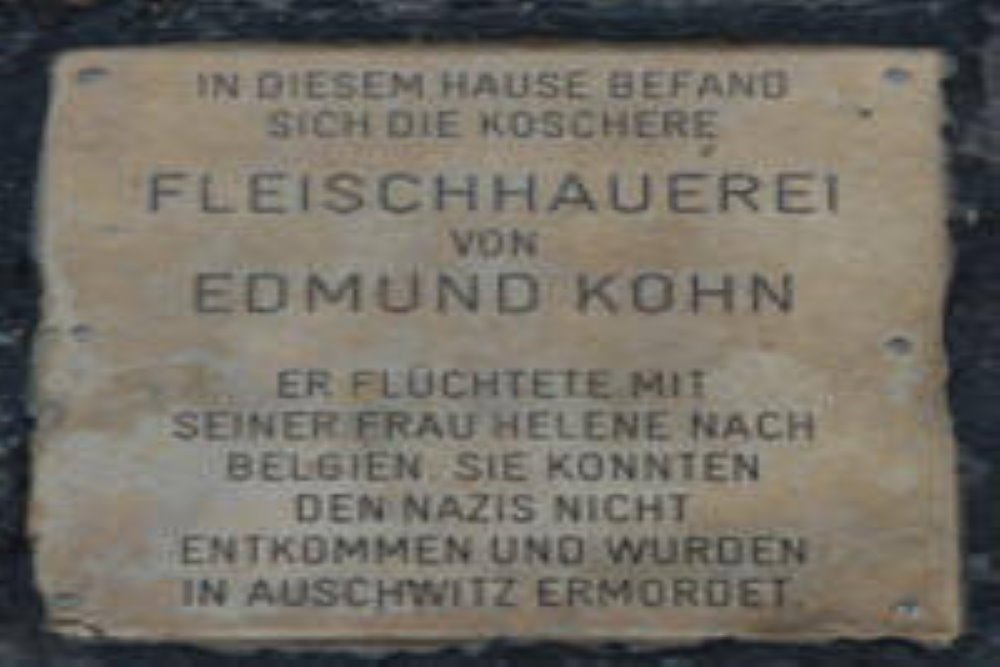 IN DIESEM HAUSE BEFAND
SICH DIE KOSCHERE
FLEISCHHAUEREI
VON
EDMUND KOHN
ER FLÜCHTETE MIT
SEINER FRAU HELENE NACH
BELGIEN. SIE KONNTEN
DEN NAZIS NICHT
ENTKOMMEN UND WURDEN
IN AUSCHWITZ ERMORDET.